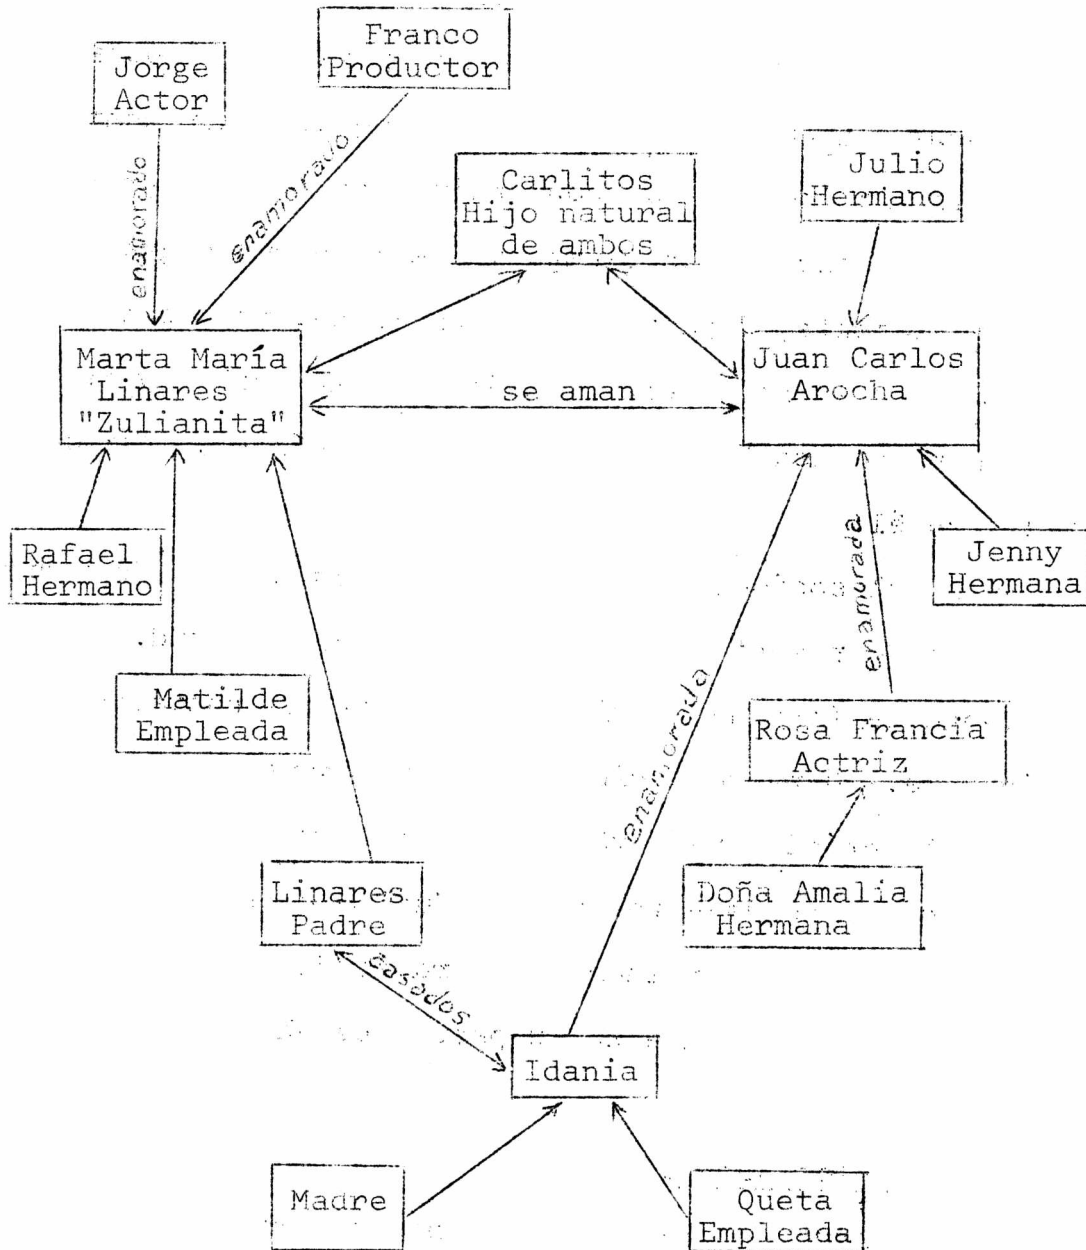 Franco
Productor
Jorge
Actor
enamorado
enamorado
Carlitos
Hijo natural
de ambos
Julio
Hermano
Marta María
Linares
"Zulianita"
se aman
Juan Carlos
Arocha
Rafael
Hermano
enamorada
Jenny
Hermana
Matilde
Empleada
enamorada
Rosa Francia
Actriz
Linares
Padre
Doña Amalia
Hermana
casados
Idania
Madre
Queta
Empleada